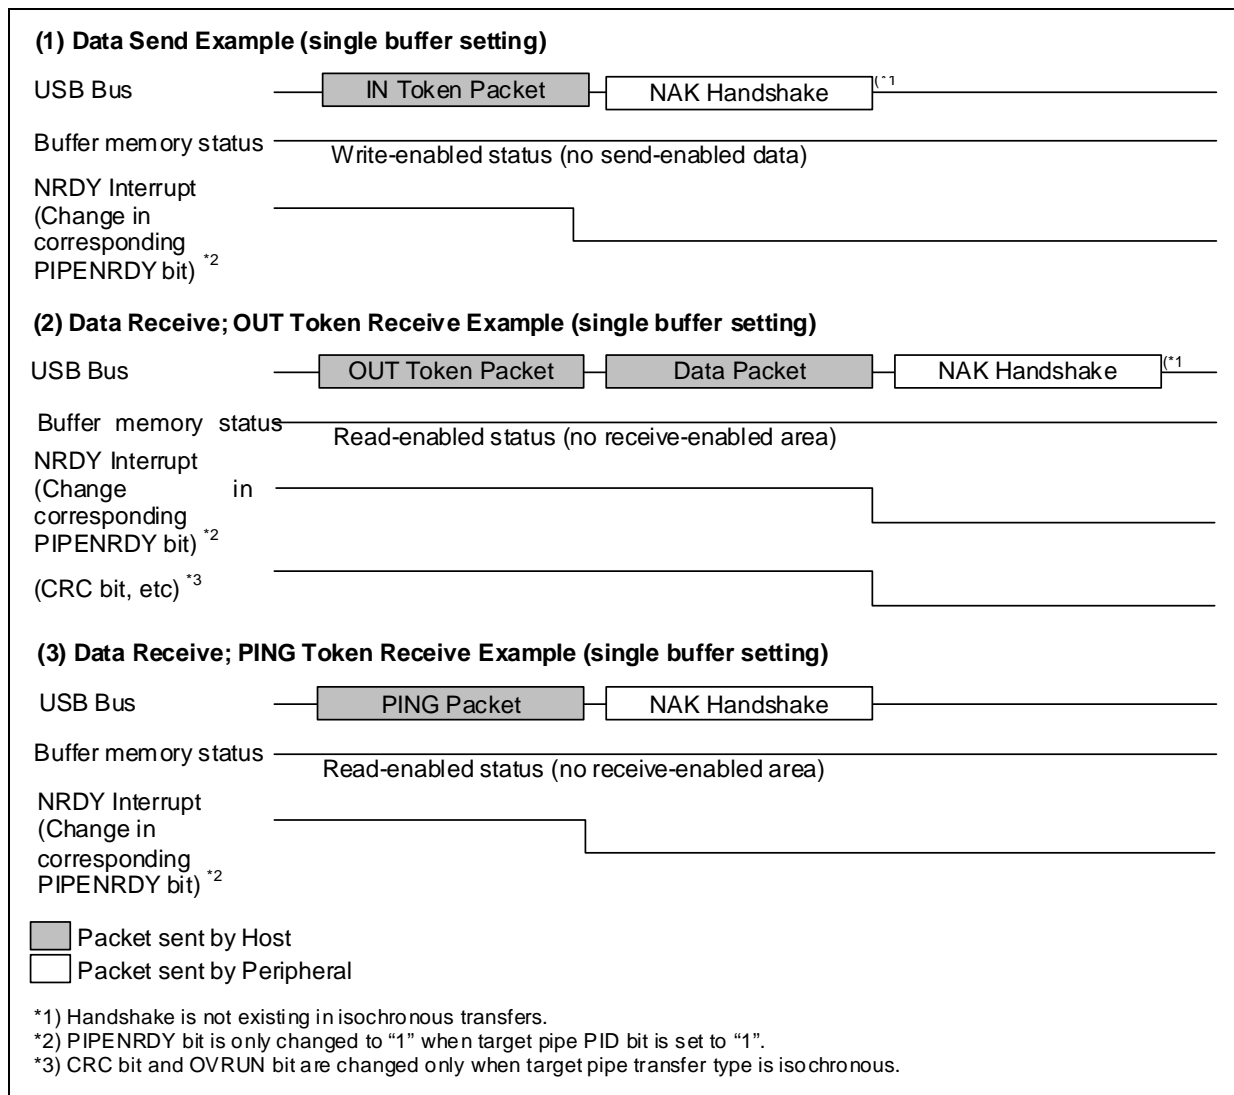 (1) Data Send Example (single buffer setting)
USB Bus
IN Token Packet
NAK Handshake
(*1
Buffer memory status
Write-enabled status (no send-enabled data)
NRDY Interrupt
(Change in
corresponding
PIPENRDY bit) *2
(2) Data Receive; OUT Token Receive Example (single buffer setting)
USB Bus
OUT Token Packet
Data Packet
NAK Handshake
(*1
Buffer memory status
Read-enabled status (no receive-enabled area)
NRDY Interrupt
(Change in
corresponding
PIPENRDY bit) *2
(CRC bit, etc) *3
(3) Data Receive; PING Token Receive Example (single buffer setting)
USB Bus
PING Packet
NAK Handshake
Buffer memory status
Read-enabled status (no receive-enabled area)
NRDY Interrupt
(Change in
corresponding
PIPENRDY bit) *2
Packet sent by Host
Packet sent by Peripheral
*1) Handshake is not existing in isochronous transfers.
*2) PIPENRDY bit is only changed to “1” when target pipe PID bit is set to “1”.
*3) CRC bit and OVRUN bit are changed only when target pipe transfer type is isochronous.